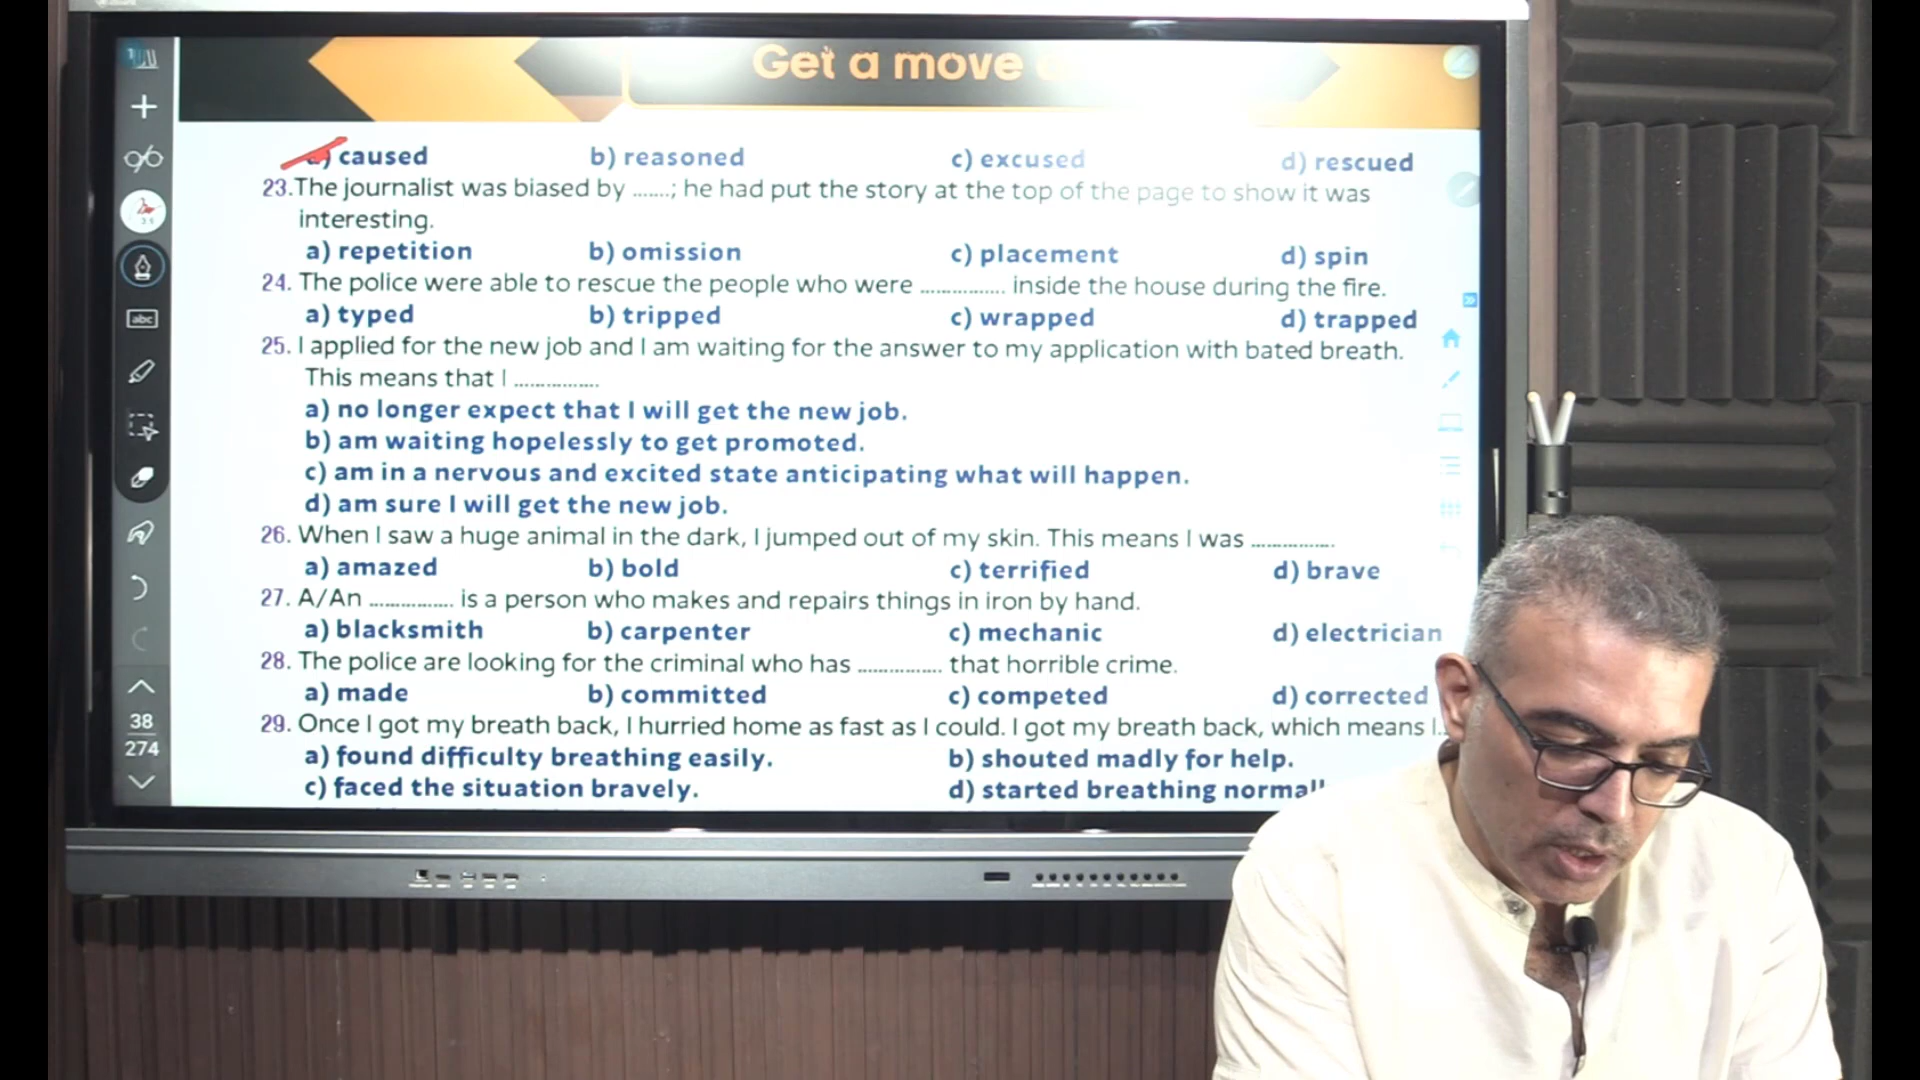 Get a move
a) caused b) reasoned c) excused d) rescued
23.The journalist was biased by .......; he had put the story at the top of the page to show it was
interesting.
a) repetition b) omission c) placement d) spin
24. The police were able to rescue the people who were ................ inside the house during the fire.
a) typed b) tripped c) wrapped d) trapped
25. I applied for the new job and I am waiting for the answer to my application with bated breath.
This means that I ................
a) no longer expect that I will get the new job.
b) am waiting hopelessly to get promoted.
c) am in a nervous and excited state anticipating what will happen.
d) am sure I will get the new job.
26. When I saw a huge animal in the dark, I jumped out of my skin. This means I was ................
a) amazed b) bold c) terrified d) brave
27. A/An ................ is a person who makes and repairs things in iron by hand.
a) blacksmith b) carpenter c) mechanic d) electrician
28. The police are looking for the criminal who has ................ that horrible crime.
a) made b) committed c) competed d) corrected
29. Once I got my breath back, I hurried home as fast as I could. I got my breath back, which means I..
a) found difficulty breathing easily. b) shouted madly for help.
c) faced the situation bravely. d) started breathing
abc
38
274